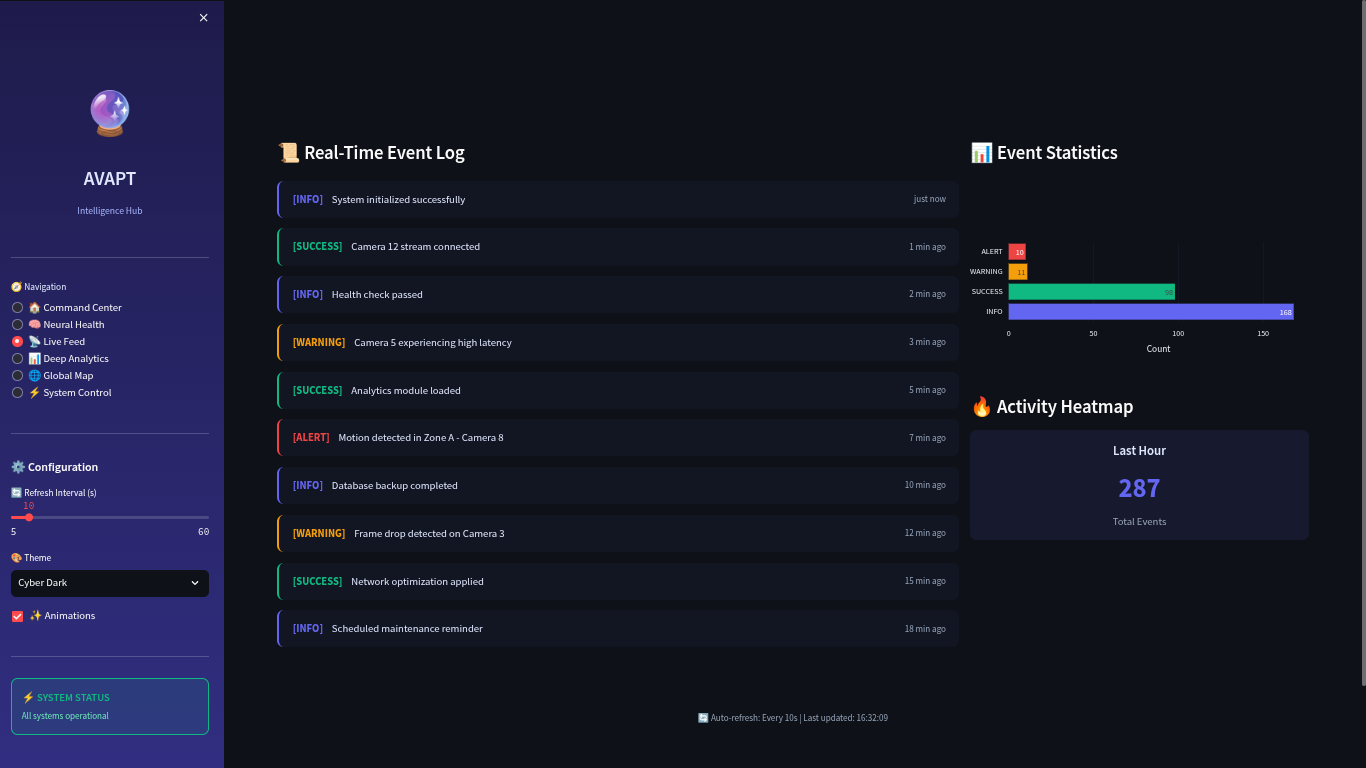 ×
AVAPT
Intelligence Hub
🧭 Navigation
🏠 Command Center
🧠 Neural Health
📡 Live Feed
📊 Deep Analytics
🌐 Global Map
⚡ System Control
⚙️ Configuration
🔄 Refresh Interval (s)
10
5 60
🎨 Theme
Cyber Dark
✨ Animations
⚡ SYSTEM STATUS
All systems operational
📜 Real-Time Event Log
[INFO] System initialized successfully just now
[SUCCESS] Camera 12 stream connected 1 min ago
[INFO] Health check passed 2 min ago
[WARNING] Camera 5 experiencing high latency 3 min ago
[SUCCESS] Analytics module loaded 5 min ago
[ALERT] Motion detected in Zone A - Camera 8 7 min ago
[INFO] Database backup completed 10 min ago
[WARNING] Frame drop detected on Camera 3 12 min ago
[SUCCESS] Network optimization applied 15 min ago
[INFO] Scheduled maintenance reminder 18 min ago
📊 Event Statistics
ALERT 10
WARNING 11
SUCCESS 98
INFO 168
0 50 100 150
Count
🔥 Activity Heatmap
Last Hour
287
Total Events
🔄 Auto-refresh: Every 10s | Last updated: 16:32:09